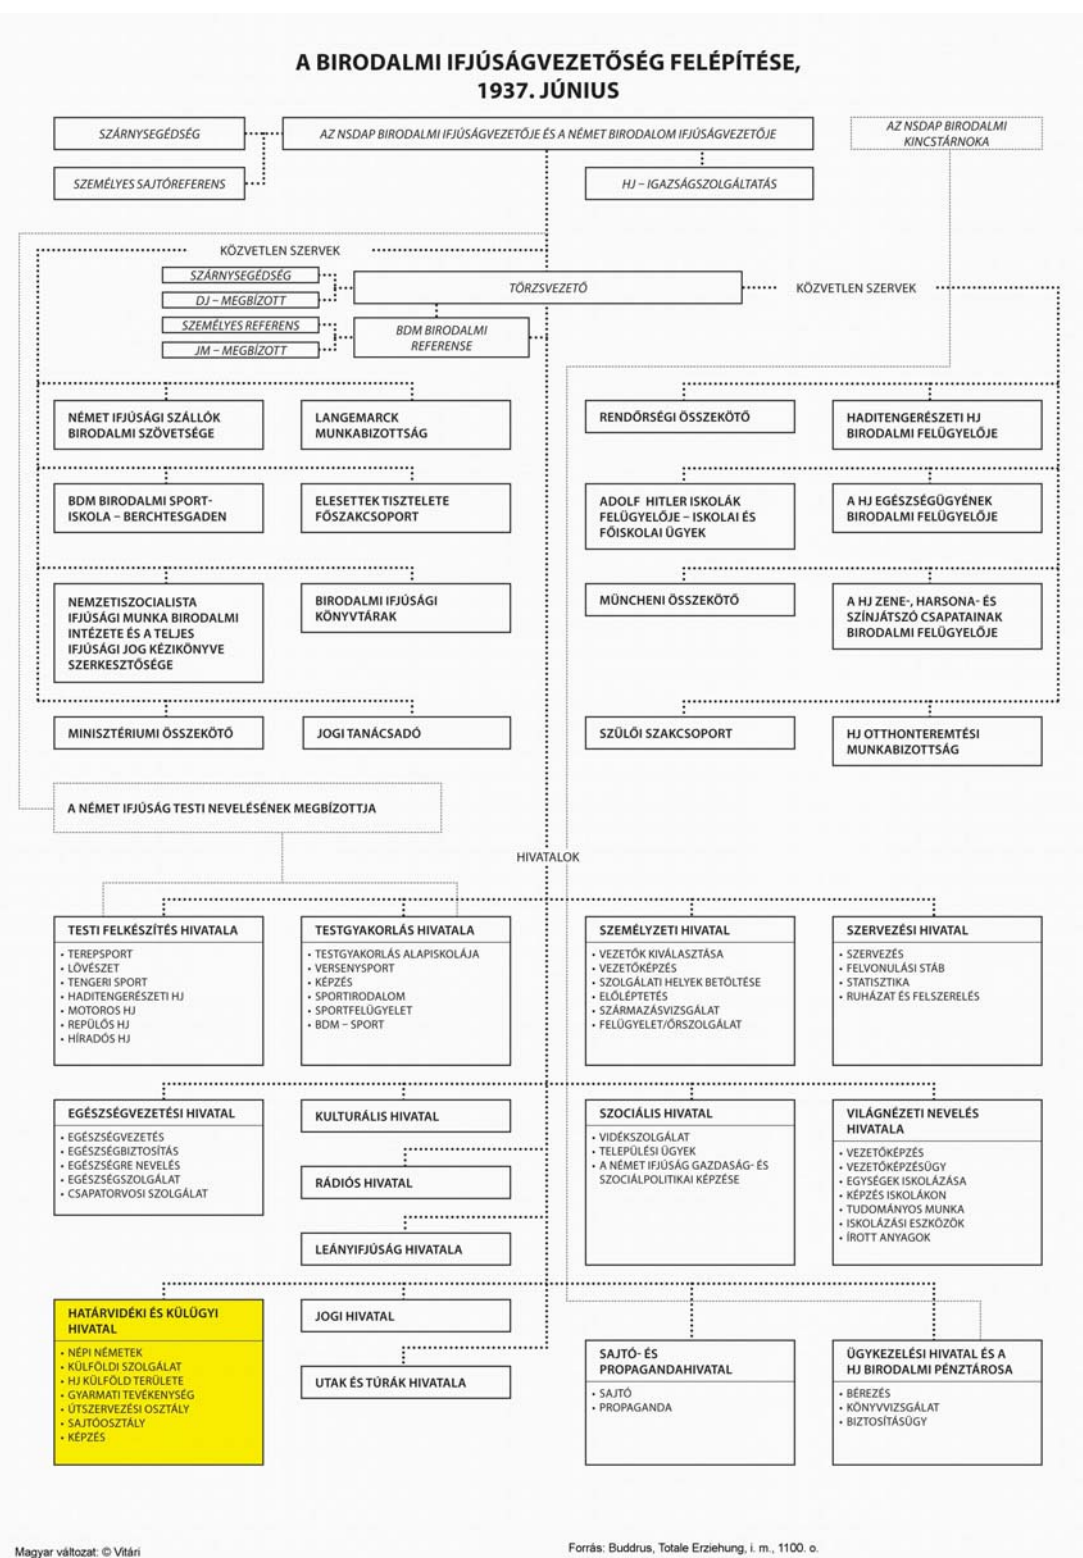 A BIRODALMI IFJÚSÁGVEZETŐSÉG FELÉPÍTÉSE,
1937. JÚNIUS
SZÁRNYSEGÉDSÉG
AZ NSDAP BIRODALMI IFJÚSÁGVEZETŐJE ÉS A NÉMET BIRODALOM IFJÚSÁGVEZETŐJE
AZ NSDAP BIRODALMI
KINCSTÁRNOKA
SZEMÉLYES SAJTÓREFERENS
HJ – IGAZSÁGSZOLGÁLTATÁS
KÖZVETLEN SZERVEK
SZÁRNYSEGÉDSÉG
DJ – MEGBÍZOTT
TÖRZSVEZETŐ
KÖZVETLEN SZERVEK
SZEMÉLYES REFERENS
JM – MEGBÍZOTT
BDM BIRODALMI
REFERENSE
NÉMET IFJÚSÁGI SZÁLLÓK
BIRODALMI SZÖVETSÉGE
LANGEMARCK
MUNKABIZOTTSÁG
RENDŐRSÉGI ÖSSZEKÖTŐ
HADITENGERÉSZETI HJ
BIRODALMI FELÜGYELŐJE
BDM BIRODALMI SPORT-
ISKOLA – BERCHTESGADEN
ELESETTEK TISZTELETE
FŐSZAKCSOPORT
ADOLF HITLER ISKOLÁK
FELÜGYELŐJE – ISKOLAI ÉS
FŐISKOLAI ÜGYEK
A HJ EGÉSZSÉGÜGYÉNEK
BIRODALMI FELÜGYELŐJE
NEMZETISZOCIALISTA
IFJÚSÁGI MUNKA BIRODALMI
INTÉZETE ÉS A TELJES
IFJÚSÁGI JOG KÉZIKÖNYVE
SZERKESZTŐSÉGE
BIRODALMI IFJÚSÁGI
KÖNYVTÁRAK
MÜNCHENI ÖSSZEKÖTŐ
A HJ ZENE-, HARSONA- ÉS
SZÍNJÁTSZÓ CSAPATAINAK
BIRODALMI FELÜGYELŐJE
MINISZTÉRIUMI ÖSSZEKÖTŐ
JOGI TANÁCSADÓ
SZÜLŐI SZAKCSOPORT
HJ OTTHONTEREMTÉSI
MUNKABIZOTTSÁG
A NÉMET IFJÚSÁG TESTI NEVELÉSÉNEK MEGBÍZOTTJA
HIVATALOK
TESTI FELKÉSZÍTÉS HIVATALA
• TEREPSPORT
• LÖVÉSZET
• TENGERI SPORT
• HADITENGERÉSZETI HJ
• MOTOROS HJ
• REPÜLŐS HJ
• HÍRADÓS HJ
TESTGYAKORLÁS HIVATALA
• TESTGYAKORLÁS ALAPISKOLÁJA
• VERSENYSPORT
• KÉPZÉS
• SPORTIRODALOM
• SPORTFELÜGYELET
• BDM – SPORT
SZEMÉLYZETI HIVATAL
• VEZETŐK KIVÁLASZTÁSA
• VEZETŐKÉPZÉS
• SZOLGÁLATI HELYEK BETÖLTÉSE
• ELŐLÉPTETÉS
• SZÁRMAZÁSVIZSGÁLAT
• FELÜGYELET/ŐRSZOLGÁLAT
SZERVEZÉSI HIVATAL
• SZERVEZÉS
• FELVONULÁSI STÁB
• STATISZTIKA
• RUHÁZAT ÉS FELSZERELÉS
EGÉSZSÉGVEZETÉSI HIVATAL
• EGÉSZSÉGVEZETÉS
• EGÉSZSÉGBIZTOSÍTÁS
• EGÉSZSÉGRE NEVELÉS
• EGÉSZSÉGSZOLGÁLAT
• CSAPATORVOSI SZOLGÁLAT
KULTURÁLIS HIVATAL
RÁDIÓS HIVATAL
LEÁNYIFJÚSÁG HIVATALA
SZOCIÁLIS HIVATAL
• VIDÉKSZOLGÁLAT
• TELEPÜLÉSI ÜGYEK
• A NÉMET IFJÚSÁG GAZDASÁG- ÉS
SZOCIÁLPOLITIKAI KÉPZÉSE
VILÁGNÉZETI NEVELÉS
HIVATALA
• VEZETŐKÉPZÉS
• VEZETŐKÉPZÉSÜGY
• EGYSÉGEK ISKOLÁZÁSA
• KÉPZÉS ISKOLÁKON
• TUDOMÁNYOS MUNKA
• ISKOLÁZÁSI ESZKÖZÖK
• ÍROTT ANYAGOK
HATÁRVIDÉKI ÉS KÜLÜGYI
HIVATAL
• NÉPI NÉMETEK
• KÜLFÖLDI SZOLGÁLAT
• HJ KÜLFÖLD TERÜLETE
• GYARMATI TEVÉKENYSÉG
• ÚTSZERVEZÉSI OSZTÁLY
• SAJTÓOSZTÁLY
• KÉPZÉS
JOGI HIVATAL
UTAK ÉS TÚRÁK HIVATALA
SAJTÓ- ÉS
PROPAGANDAHIVATAL
• SAJTÓ
• PROPAGANDA
ÜGYKEZELÉSI HIVATAL ÉS A
HJ BIRODALMI PÉNZTÁROSA
• BÉREZÉS
• KÖNYVVIZSGÁLAT
• BIZTOSÍTÁSÜGY
Magyar változat: © Vitári
Forrás: Buddrus, Totale Erziehung, i. m., 1100. o.